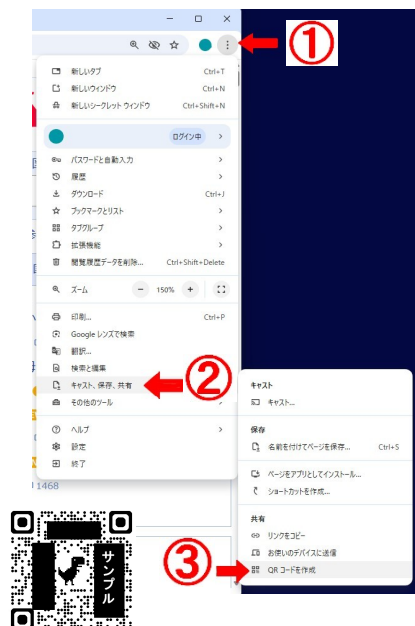 ①
新しいタブ Ctrl+T
新しいウィンドウ Ctrl+N
新しいシークレット ウィンドウ Ctrl+Shift+N
ログイン中
パスワードと自動入力
履歴
ダウンロード Ctrl+J
ブックマークとリスト
タブグループ
拡張機能
閲覧履歴データを削除... Ctrl+Shift+Delete
ズーム − 150% +
印刷... Ctrl+P
Google レンズで検索
翻訳...
検索と編集
キャスト、保存、共有
②
その他のツール
ヘルプ
設定
終了
1468
キャスト
キャスト...
保存
名前を付けてページを保存... Ctrl+S
ページをアプリとしてインストール...
ショートカットを作成...
共有
リンクをコピー
お使いのデバイスに送信
③
QR コードを作成
サンプル